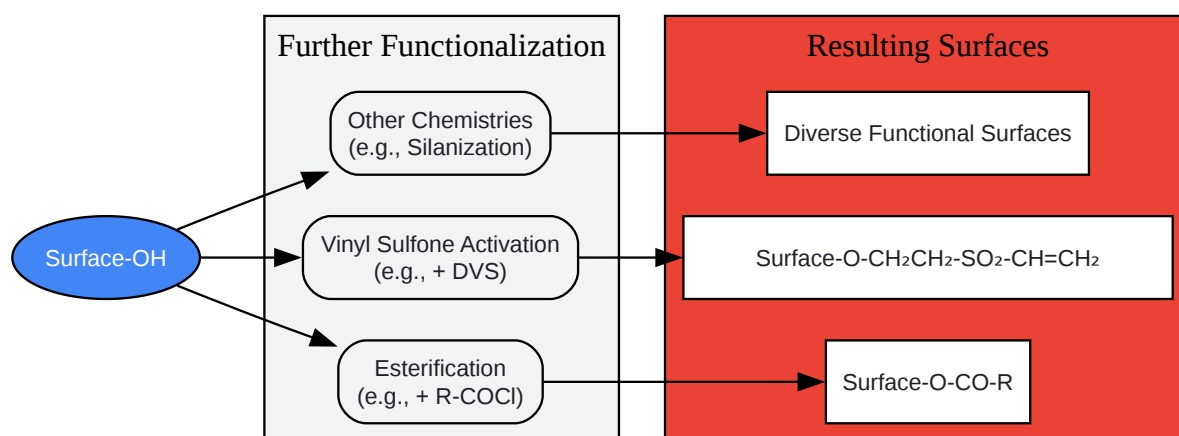 Further Functionalization
Resulting Surfaces
Other Chemistries
(e.g., Silanization)
Diverse Functional Surfaces
Surface-OH
Vinyl Sulfone Activation
(e.g., + DVS)
Surface-O-CH₂CH₂-SO₂-CH=CH₂
Esterification
(e.g., + R-COCl)
Surface-O-CO-R